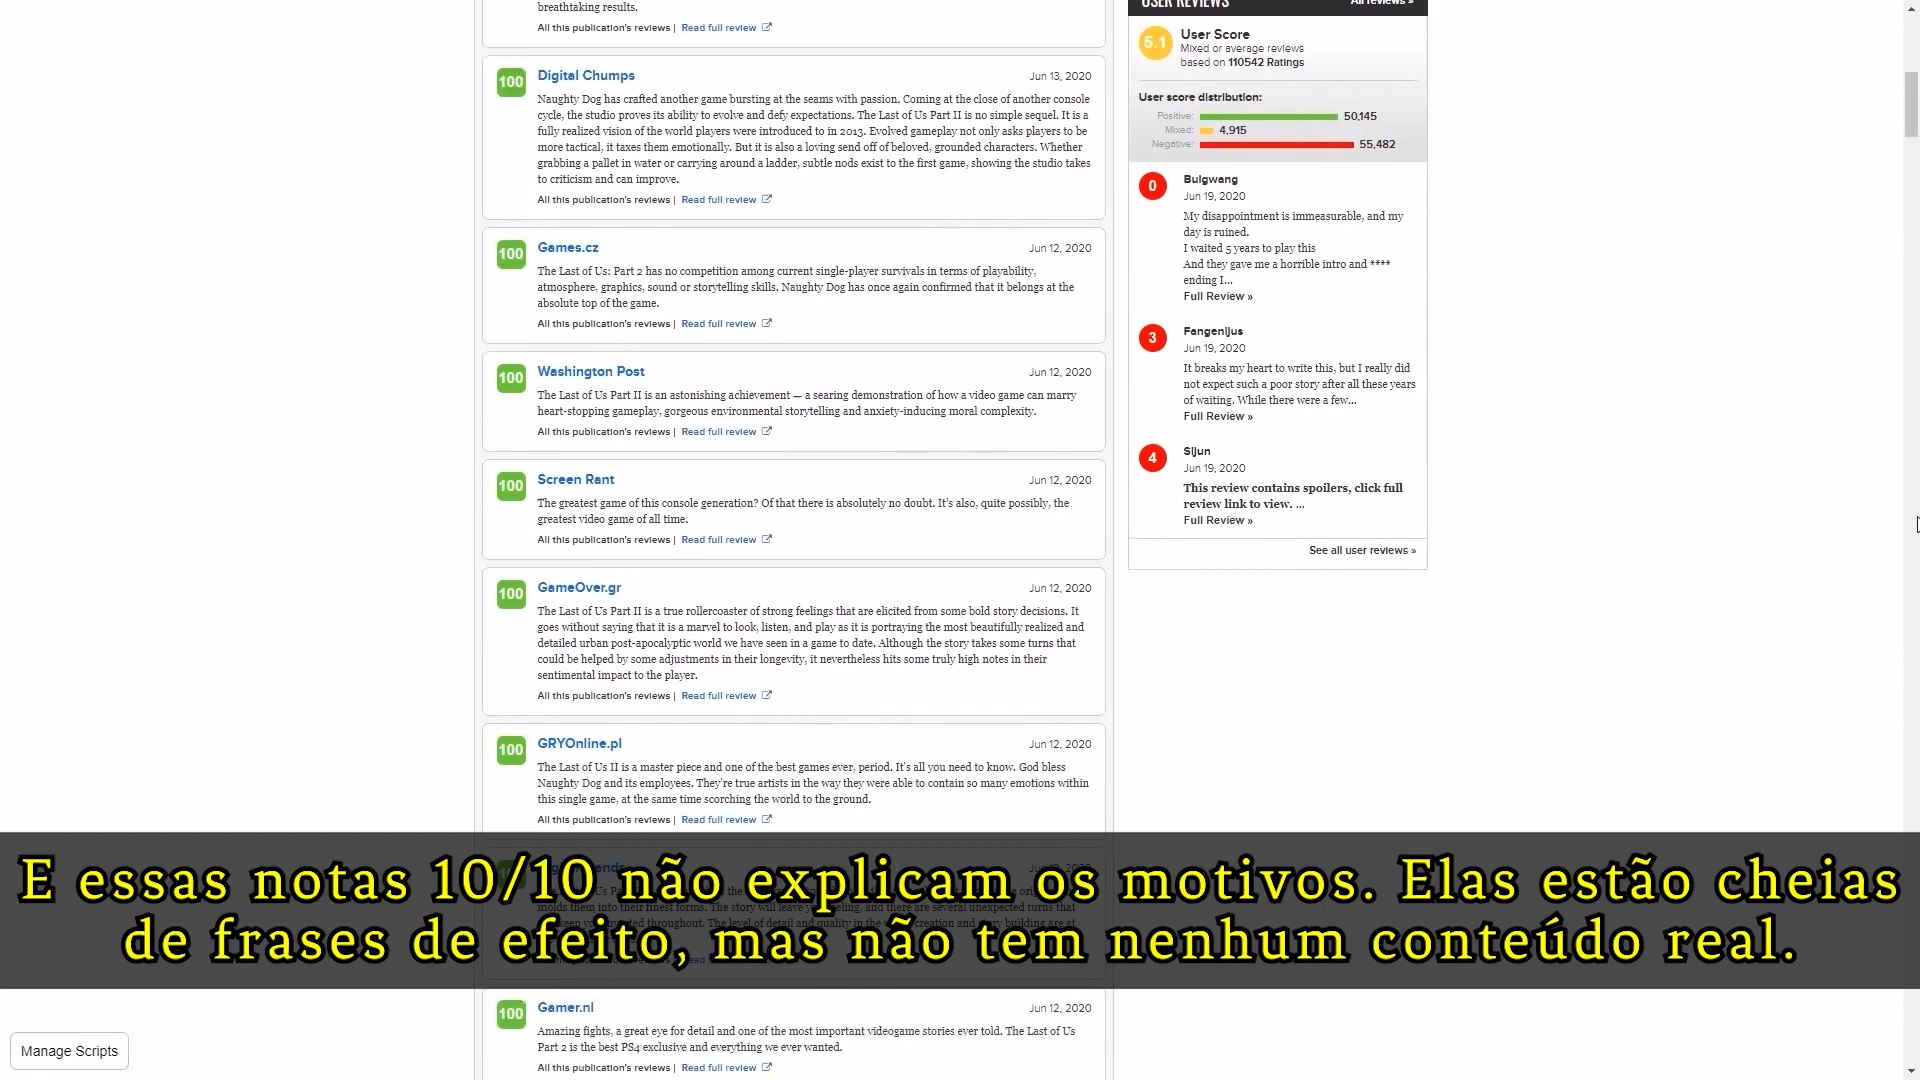 breathtaking results.
All this publication's reviews | Read full review
Digital Chumps
Jun 13, 2020
100
Naughty Dog has crafted another game bursting at the seams with passion. Coming at the close of another console
cycle, the studio proves its ability to evolve and defy expectations. The Last of Us Part II is no simple sequel. It is a
fully realized vision of the world players were introduced to in 2013. Evolved gameplay not only asks players to be
more tactical, it taxes them emotionally. But it is also a loving send off of beloved, grounded characters. Whether
grabbing a pallet in water or carrying around a ladder, subtle nods exist to the first game, showing the studio takes
to criticism and can improve.
All this publication's reviews | Read full review
Games.cz
Jun 12, 2020
100
The Last of Us: Part 2 has no competition among current single-player survivals in terms of playability,
atmosphere, graphics, sound or storytelling skills. Naughty Dog has once again confirmed that it belongs at the
absolute top of the game.
All this publication's reviews | Read full review
Washington Post
Jun 12, 2020
100
The Last of Us Part II is an astonishing achievement — a searing demonstration of how a video game can marry
heart-stopping gameplay, gorgeous environmental storytelling and anxiety-inducing moral complexity.
All this publication's reviews | Read full review
Screen Rant
Jun 12, 2020
100
The greatest game of this console generation? Of that there is absolutely no doubt. It's also, quite possibly, the
greatest video game of all time.
All this publication's reviews | Read full review
GameOver.gr
Jun 12, 2020
100
The Last of Us Part II is a true rollercoaster of strong feelings that are elicited from some bold story decisions. It
goes without saying that it is a marvel to look, listen, and play as it is portraying the most beautifully realized and
detailed urban post-apocalyptic world we have seen in a game to date. Although the story takes some turns that
could be helped by some adjustments in their longevity, it nevertheless hits some truly high notes in their
sentimental impact to the player.
All this publication's reviews | Read full review
GRYOnline.pl
Jun 12, 2020
100
The Last of Us II is a master piece and one of the best games ever, period. It's all you need to know. God bless
Naughty Dog and its employees. They're true artists in the way they were able to contain so many emotions within
this single game, at the same time scorching the world to the ground.
All this publication's reviews | Read full review
E essas notas 10/10 não explicam os motivos. Elas estão cheias
de frases de efeito, mas não tem nenhum conteúdo real.
Gamer.nl
Jun 12, 2020
100
Amazing fights, a great eye for detail and one of the most important videogame stories ever told. The Last of Us
Part 2 is the best PS4 exclusive and everything we ever wanted.
All this publication's reviews | Read full review
USER REVIEWS
All reviews »
5.1
User Score
Mixed or average reviews
based on 110542 Ratings
User score distribution:
Positive: 50,145
Mixed: 4,915
Negative: 55,482
0
Bulgwang
Jun 19, 2020
My disappointment is immeasurable, and my
day is ruined.
I waited 5 years to play this
And they gave me a horrible intro and ****
ending I...
Full Review »
3
Fangenljus
Jun 19, 2020
It breaks my heart to write this, but I really did
not expect such a poor story after all these years
of waiting. While there were a few...
Full Review »
4
Sijun
Jun 19, 2020
This review contains spoilers, click full
review link to view. ...
Full Review »
See all user reviews »
Manage Scripts